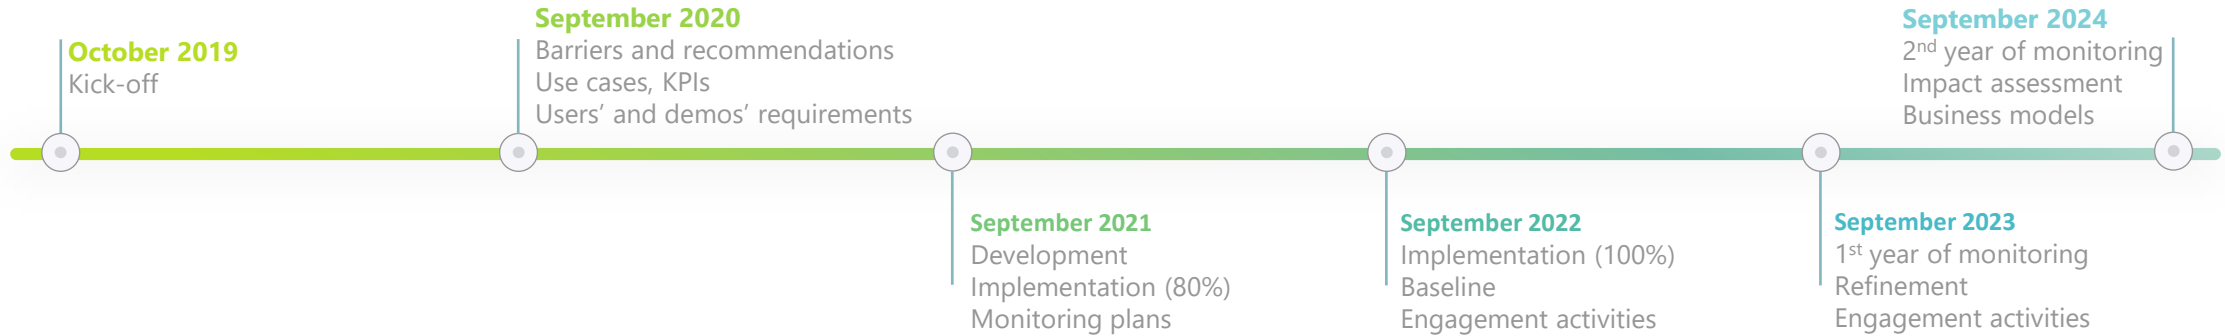 October 2019
Kick-off
September 2020
Barriers and recommendations
Use cases, KPIs
Users’ and demos’ requirements
September 2021
Development
Implementation (80%)
Monitoring plans
September 2022
Implementation (100%)
Baseline
Engagement activities
September 2023
1st year of monitoring
Refinement
Engagement activities
September 2024
2nd year of monitoring
Impact assessment
Business models